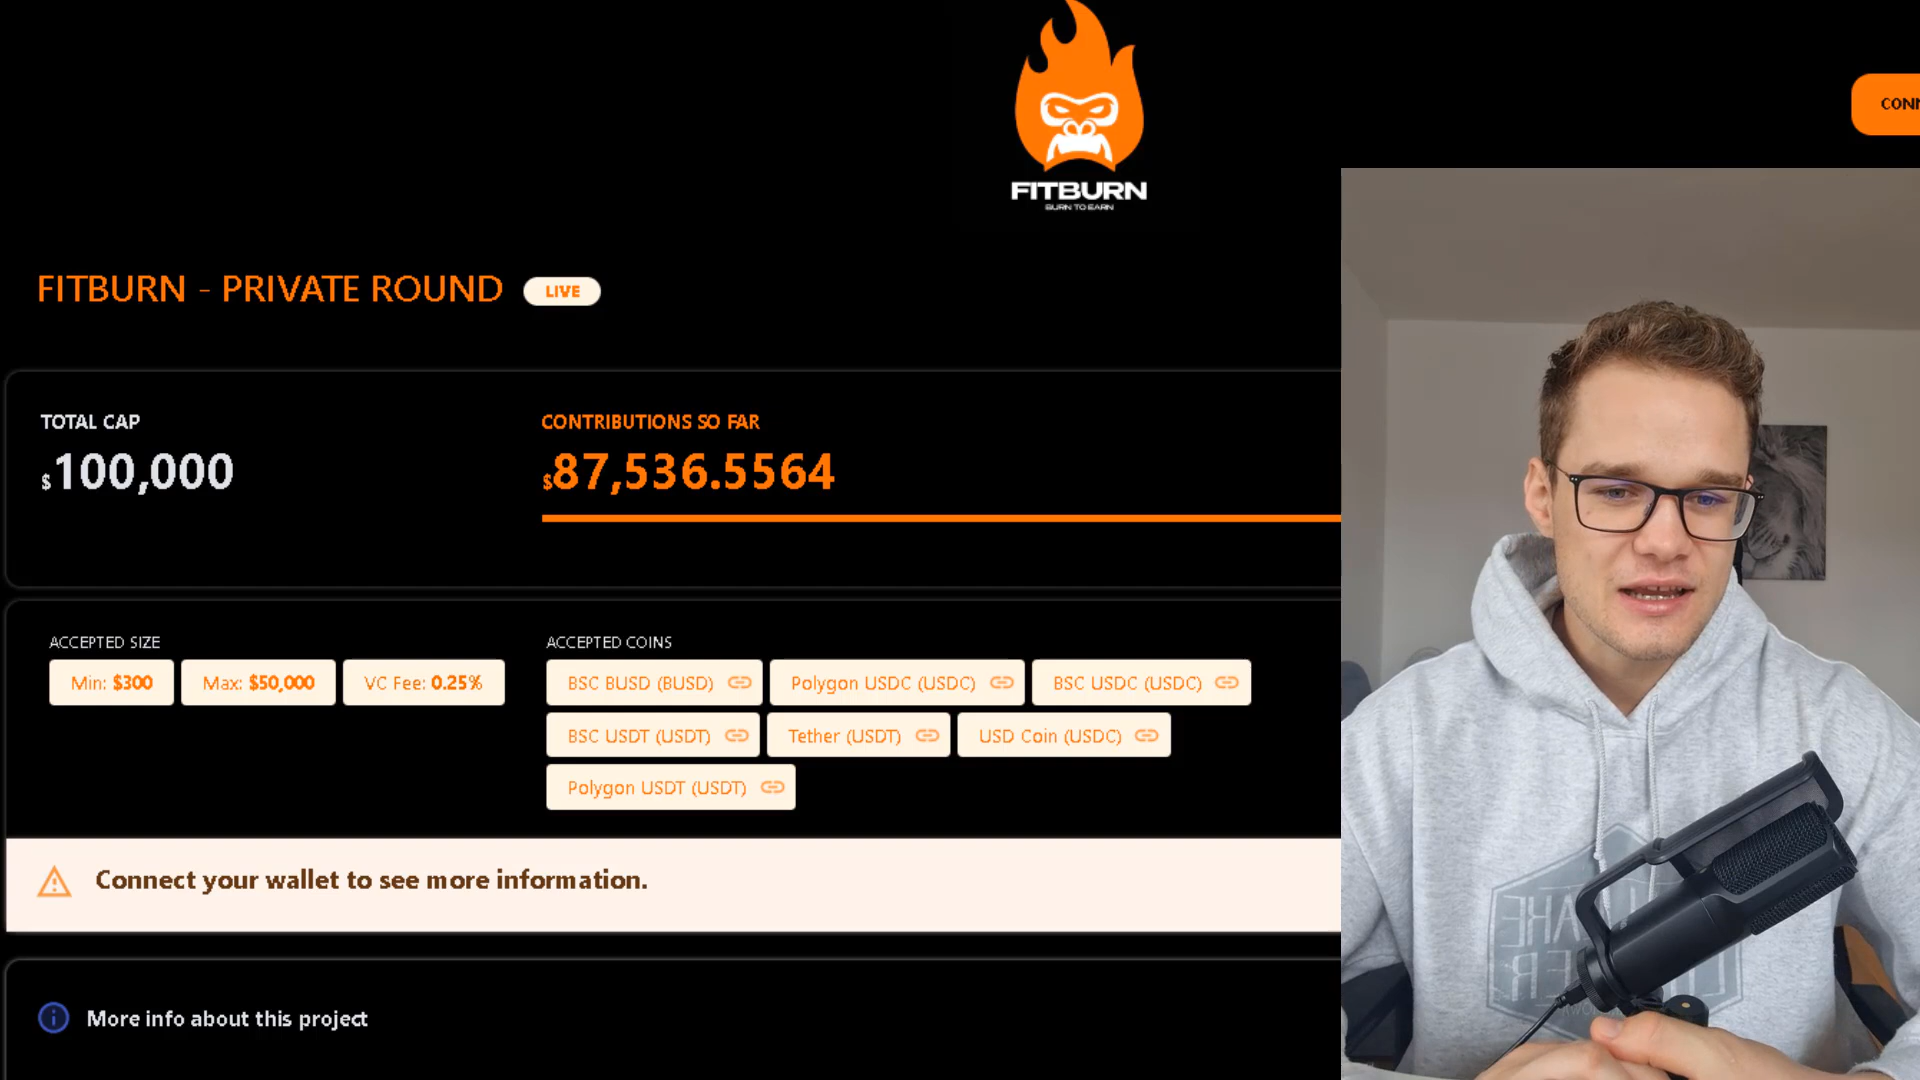 FITBURN
BURN TO EARN
CONN
FITBURN - PRIVATE ROUND LIVE
TOTAL CAP
$100,000
CONTRIBUTIONS SO FAR
$87,536.5564
ACCEPTED SIZE
Min: $300 Max: $50,000 VC Fee: 0.25%
ACCEPTED COINS
BSC BUSD (BUSD) Polygon USDC (USDC) BSC USDC (USDC)
BSC USDT (USDT) Tether (USDT) USD Coin (USDC)
Polygon USDT (USDT)
Connect your wallet to see more information.
More info about this project